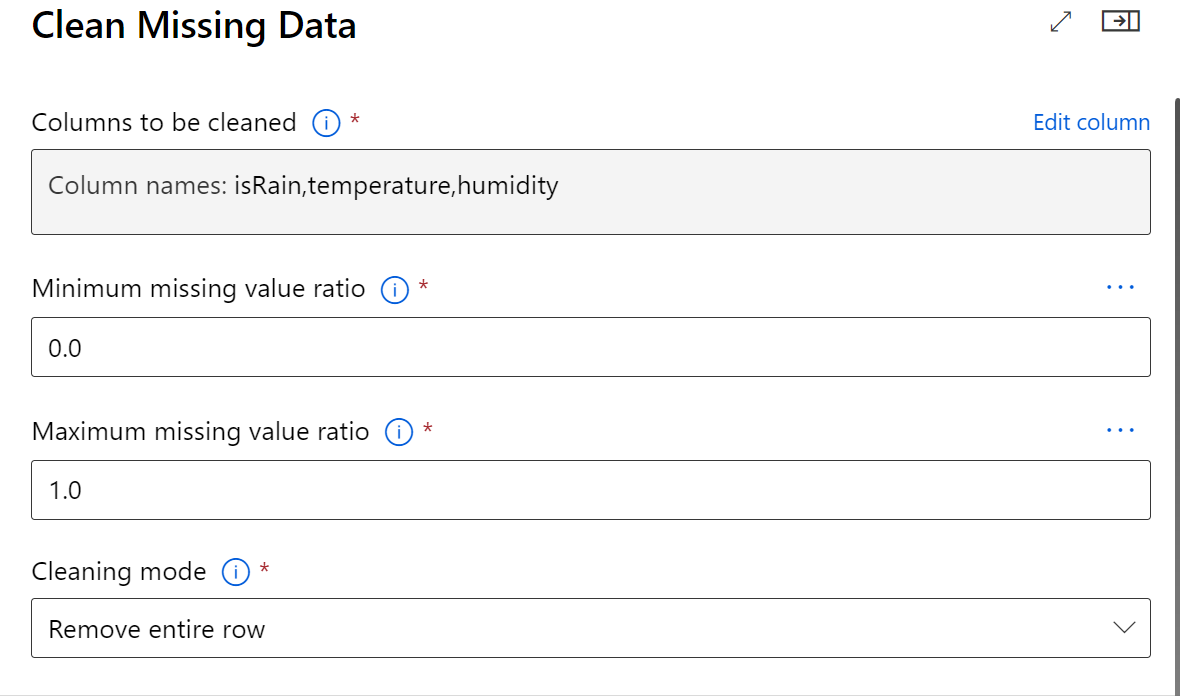 Clean Missing Data
Columns to be cleaned i * Edit column
Column names: isRain,temperature,humidity
Minimum missing value ratio i * ...
0.0
Maximum missing value ratio i * ...
1.0
Cleaning mode i *
Remove entire row